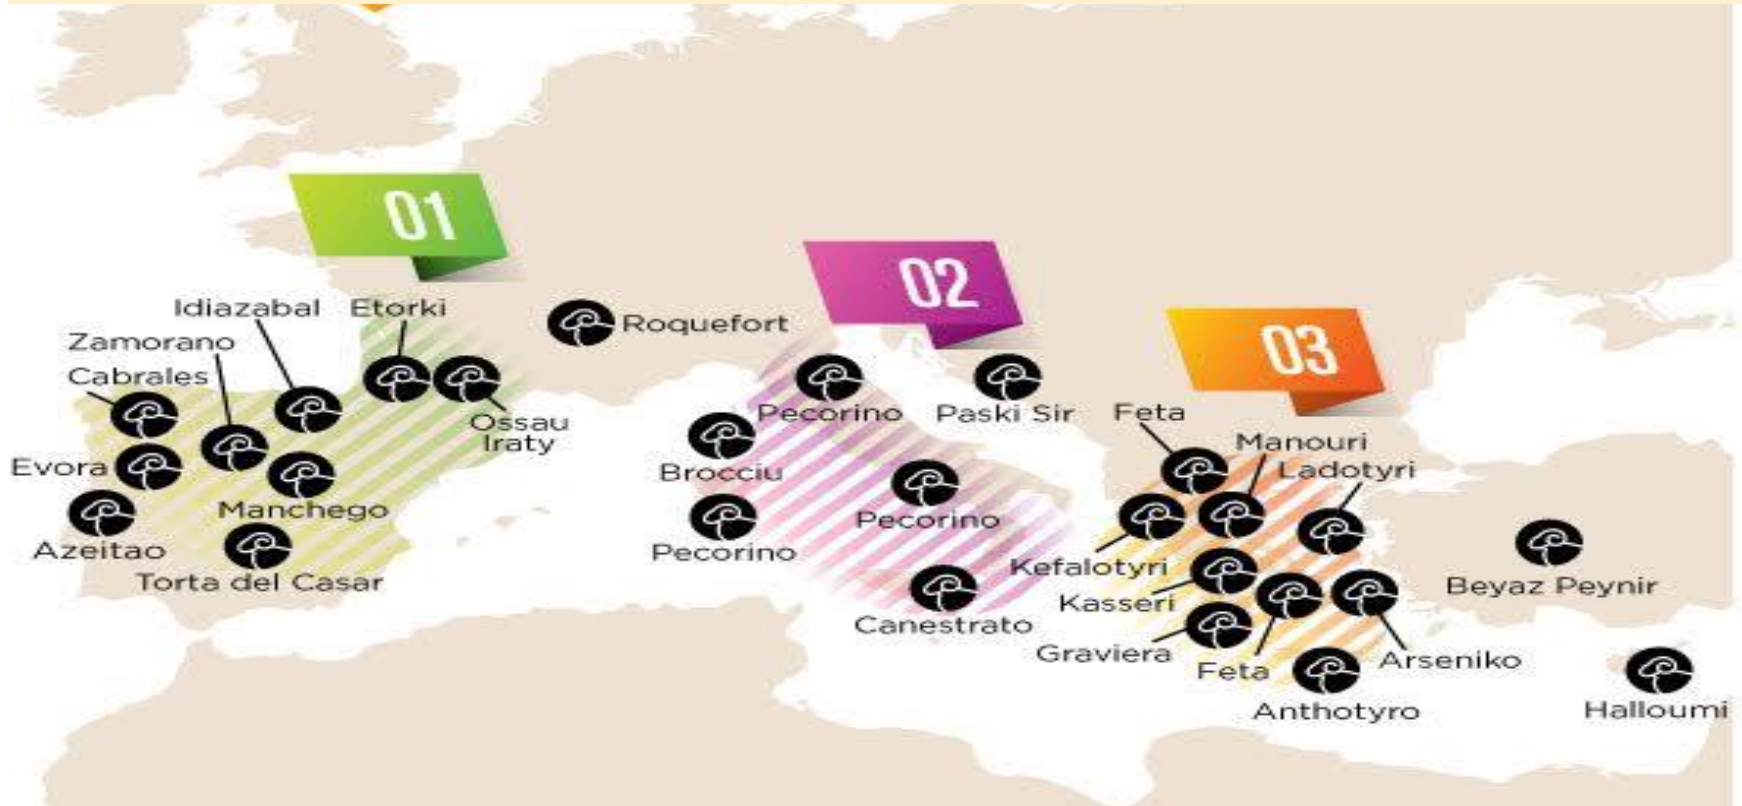 01
02
03
Idiazabal
Etorki
Roquefort
Zamorano
Cabrales
Ossau
Iraty
Evora
Manchego
Azeitao
Torta del Casar
Pecorino
Paski Sir
Brocciu
Pecorino
Pecorino
Canestrato
Feta
Manouri
Ladotyri
Kefalotyri
Kasseri
Graviera
Feta
Arseniko
Anthotyro
Beyaz Peynir
Halloumi